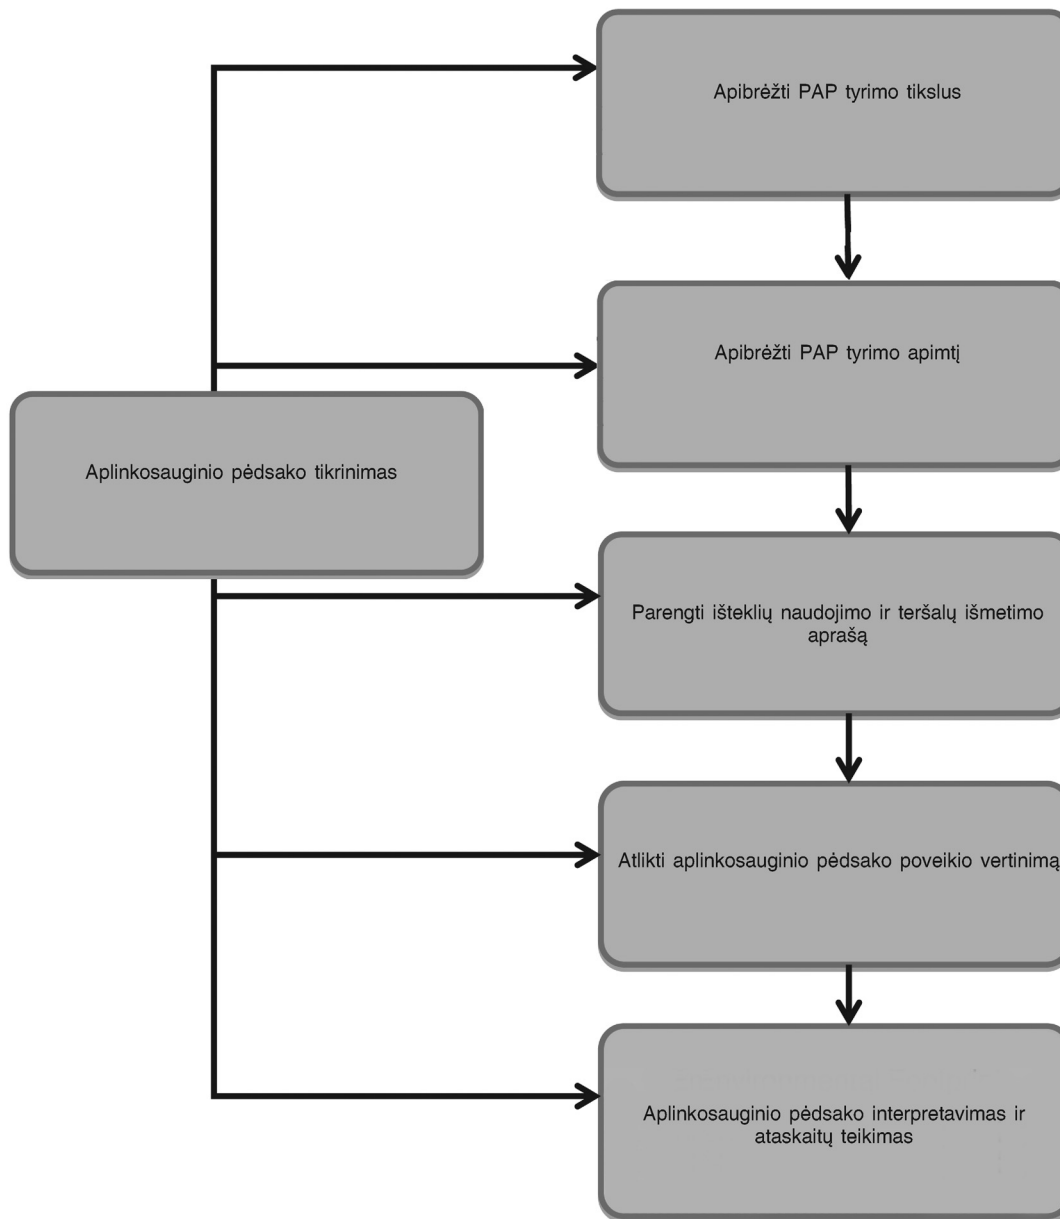 Apibrėžti PAP tyrimo tikslus
Apibrėžti PAP tyrimo apimtį
Aplinkosauginio pėdsako tikrinimas
Parengti išteklių naudojimo ir teršalų išmetimo
aprašą
Atlikti aplinkosauginio pėdsako poveikio vertinimą
Aplinkosauginio pėdsako interpretavimas ir
ataskaitų teikimas